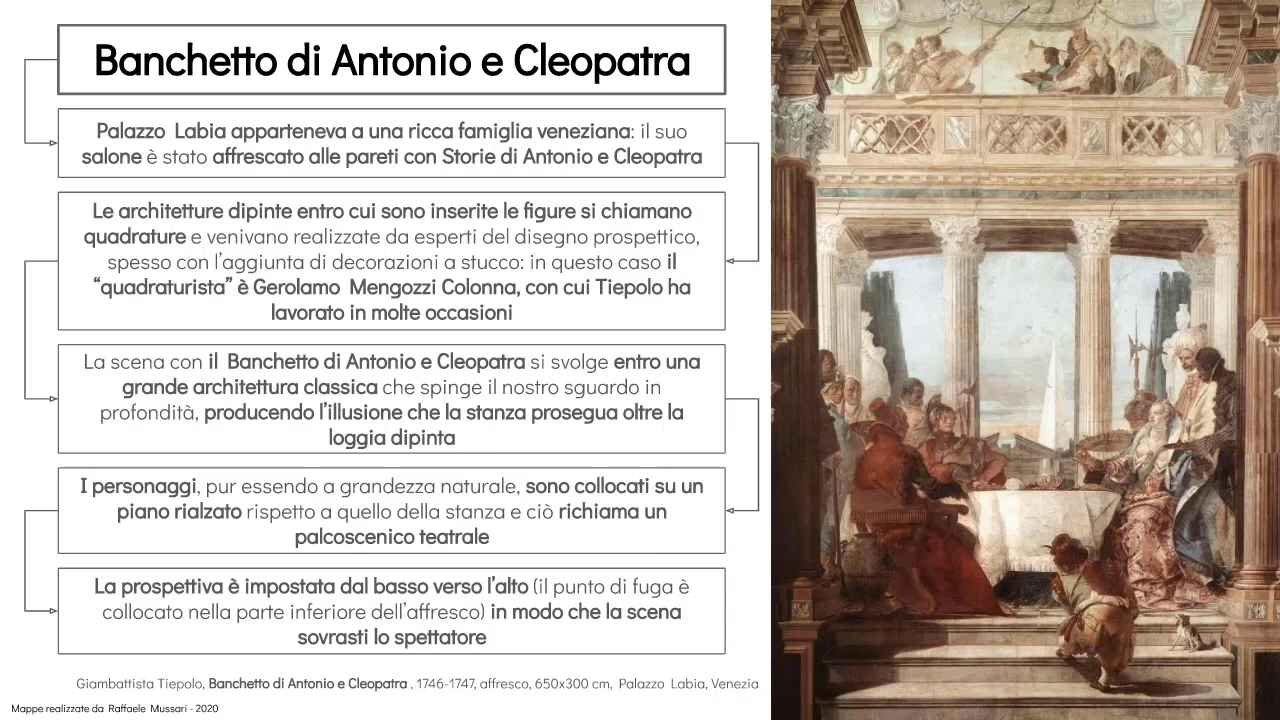 Banchetto di Antonio e Cleopatra
Palazzo Labia apparteneva a una ricca famiglia veneziana: il suo
salone è stato affrescato alle pareti con Storie di Antonio e Cleopatra
Le architetture dipinte entro cui sono inserite le figure si chiamano
quadrature e venivano realizzate da esperti del disegno prospettico,
spesso con l'aggiunta di decorazioni a stucco: in questo caso il
“quadraturista” è Gerolamo Mengozzi Colonna, con cui Tiepolo ha
lavorato in molte occasioni
La scena con il Banchetto di Antonio e Cleopatra si svolge entro una
grande architettura classica che spinge il nostro sguardo in
profondità, producendo l'illusione che la stanza prosegua oltre la
loggia dipinta
I personaggi, pur essendo a grandezza naturale, sono collocati su un
piano rialzato rispetto a quello della stanza e ciò richiama un
palcoscenico teatrale
La prospettiva è impostata dal basso verso l'alto (il punto di fuga è
collocato nella parte inferiore dell'affresco) in modo che la scena
sovrasti lo spettatore
Giambattista Tiepolo, Banchetto di Antonio e Cleopatra , 1746-1747, affresco, 650x300 cm, Palazzo Labia, Venezia
Mappe realizzate da Raffaele Mussari - 2020